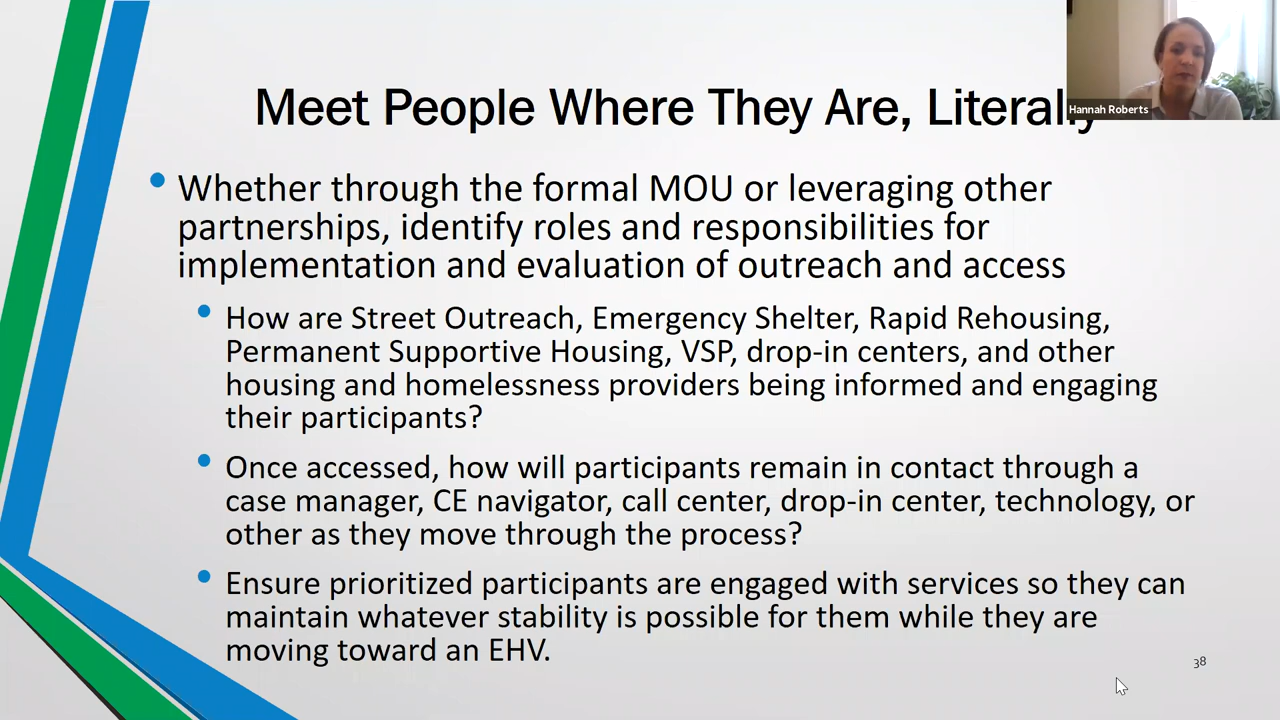 Meet People Where They Are, Literally
Hannah Roberts
Whether through the formal MOU or leveraging other
partnerships, identify roles and responsibilities for
implementation and evaluation of outreach and access
How are Street Outreach, Emergency Shelter, Rapid Rehousing,
Permanent Supportive Housing, VSP, drop-in centers, and other
housing and homelessness providers being informed and engaging
their participants?
Once accessed, how will participants remain in contact through a
case manager, CE navigator, call center, drop-in center, technology, or
other as they move through the process?
Ensure prioritized participants are engaged with services so they can
maintain whatever stability is possible for them while they are
moving toward an EHV.
38